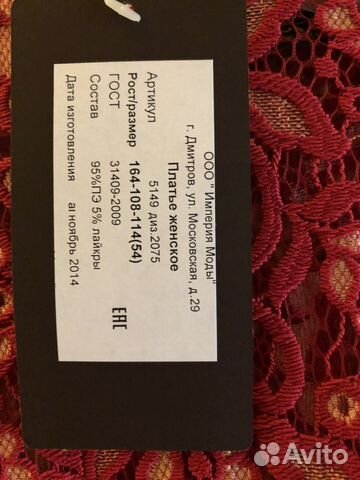 ООО " Империя Моды"
г. Дмитров, ул. Московская, д.29
Платье женское
Артикул 5149 диз.2075
Рост/размер 164-108-114(54)
ГОСТ 31409-2009
Состав 95%ПЭ 5% лайкры
Дата изготовления ноябрь 2014
EAC
Avito